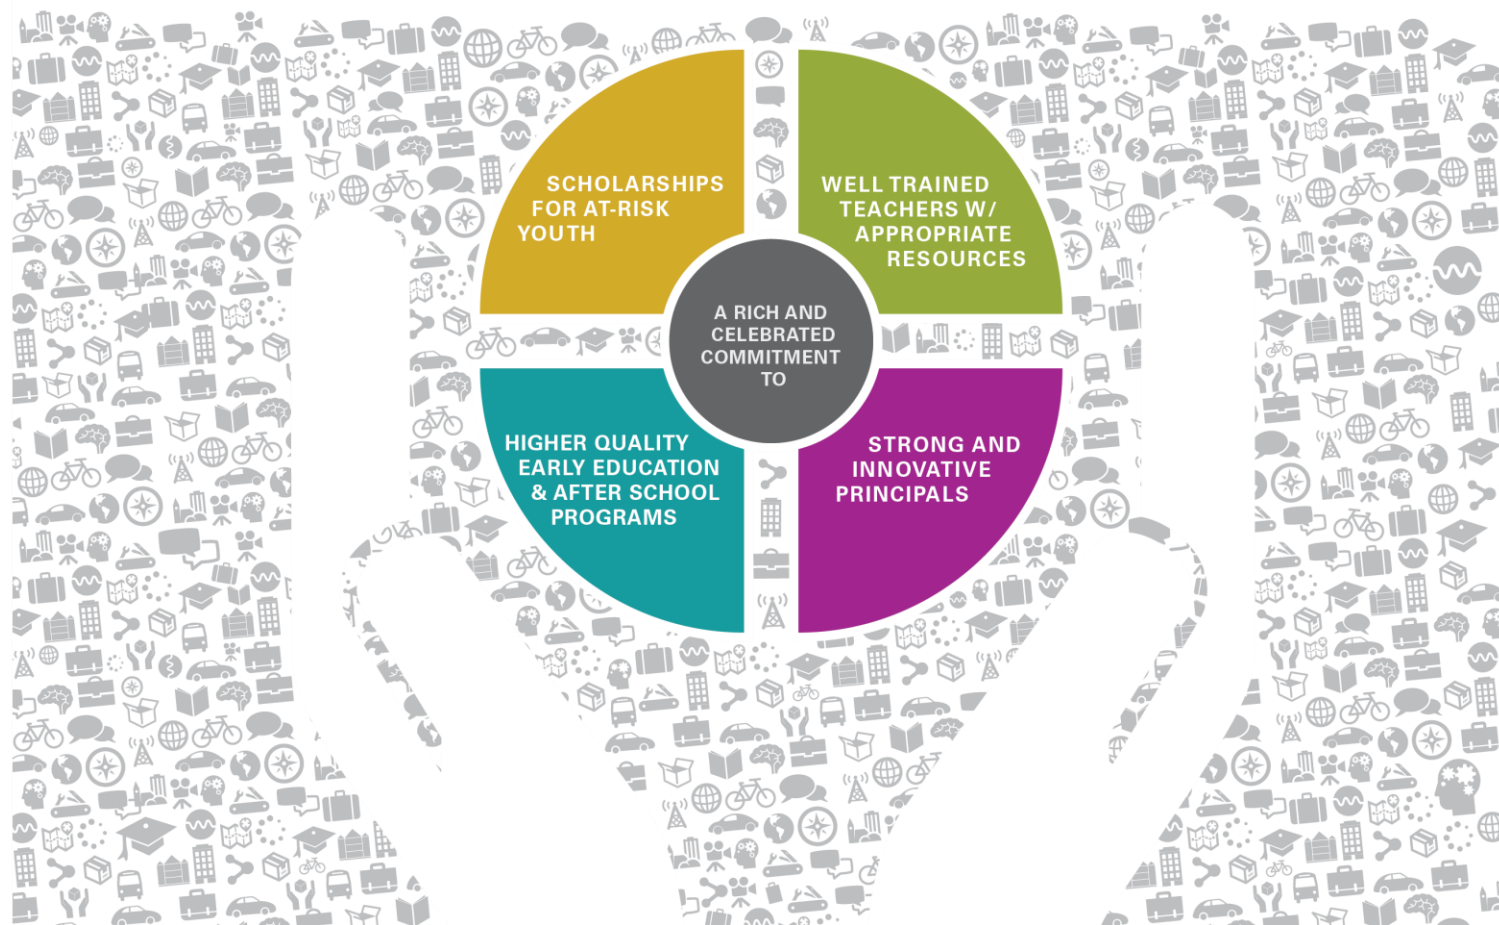 SCHOLARSHIPS
FOR AT-RISK
YOUTH
WELL TRAINED
TEACHERS W/
APPROPRIATE
RESOURCES
A RICH AND
CELEBRATED
COMMITMENT
TO
HIGHER QUALITY
EARLY EDUCATION
& AFTER SCHOOL
PROGRAMS
STRONG AND
INNOVATIVE
PRINCIPALS